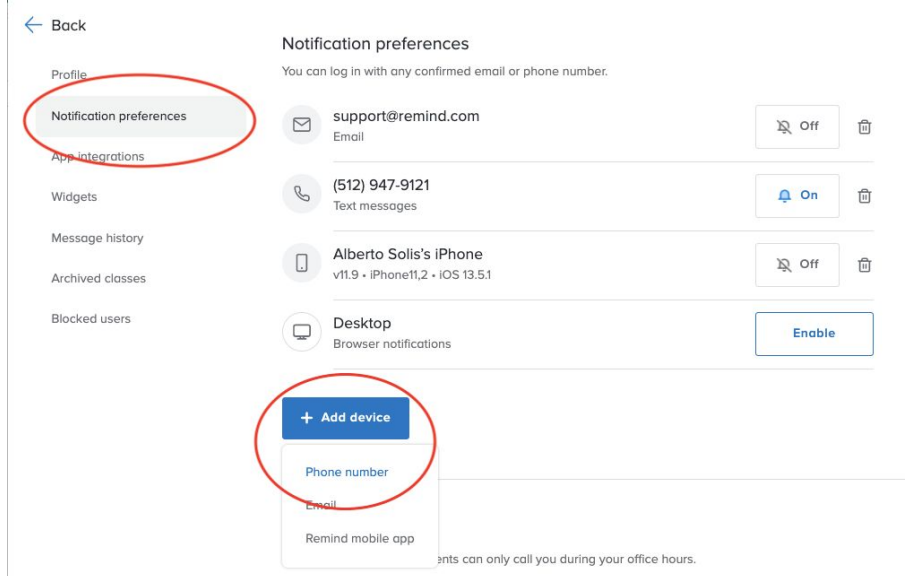 Back
Profile
Notification preferences
App integrations
Widgets
Message history
Archived classes
Blocked users
Notification preferences
You can log in with any confirmed email or phone number.
support@remind.com
Email
Off
(512) 947-9121
Text messages
On
Alberto Solis's iPhone
v11.9 • iPhone11,2 • iOS 13.5.1
Off
Desktop
Browser notifications
Enable
+ Add device
Phone number
Email
Remind mobile app
can only call you during your office hours.